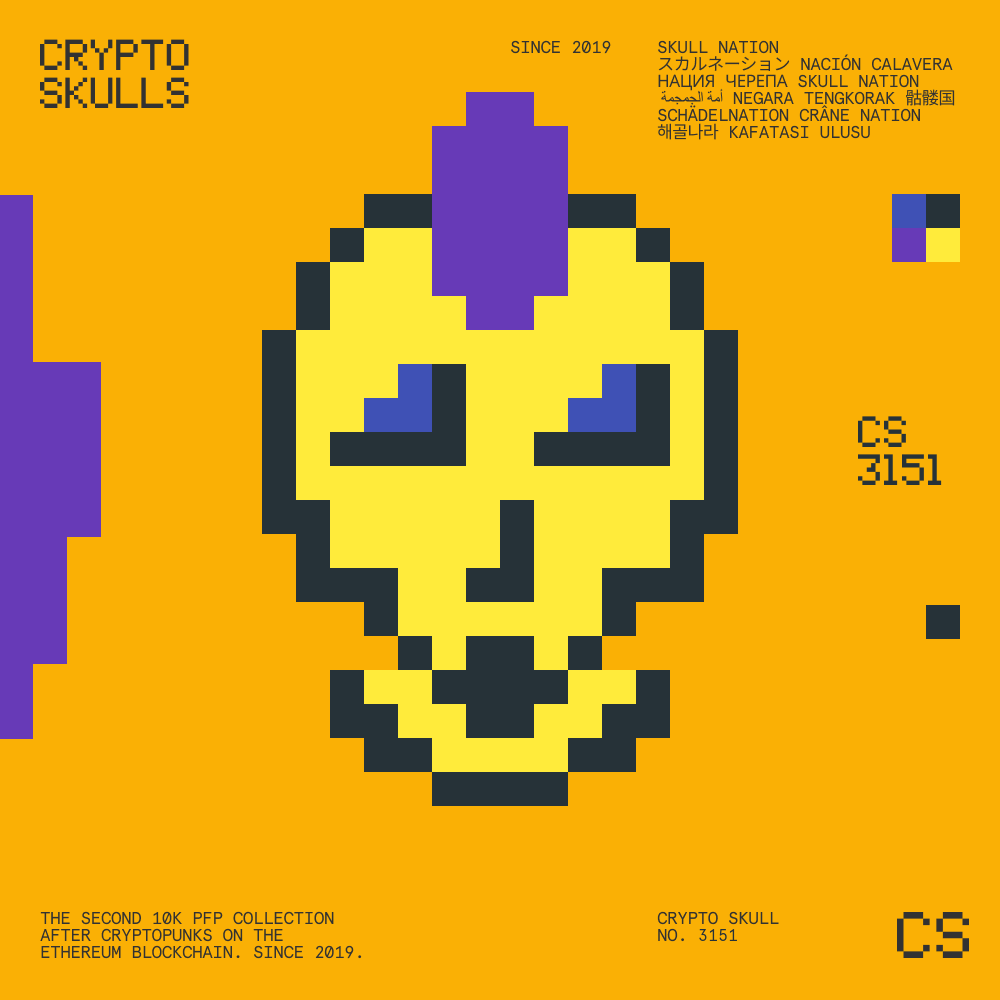 CRYPTO
SKULLS
SINCE 2019
SKULL NATION
スカルネーション NACIÓN CALAVERA
НАЦИЯ ЧЕРЕПА SKULL NATION
أمة الجمجمة NEGARA TENGKORAK 骷髅国
SCHÄDELNATION CRÂNE NATION
해골나라 KAFATASI ULUSU
CS
3151
THE SECOND 10K PFP COLLECTION
AFTER CRYPTOPUNKS ON THE
ETHEREUM BLOCKCHAIN. SINCE 2019.
CRYPTO SKULL
NO. 3151
CS